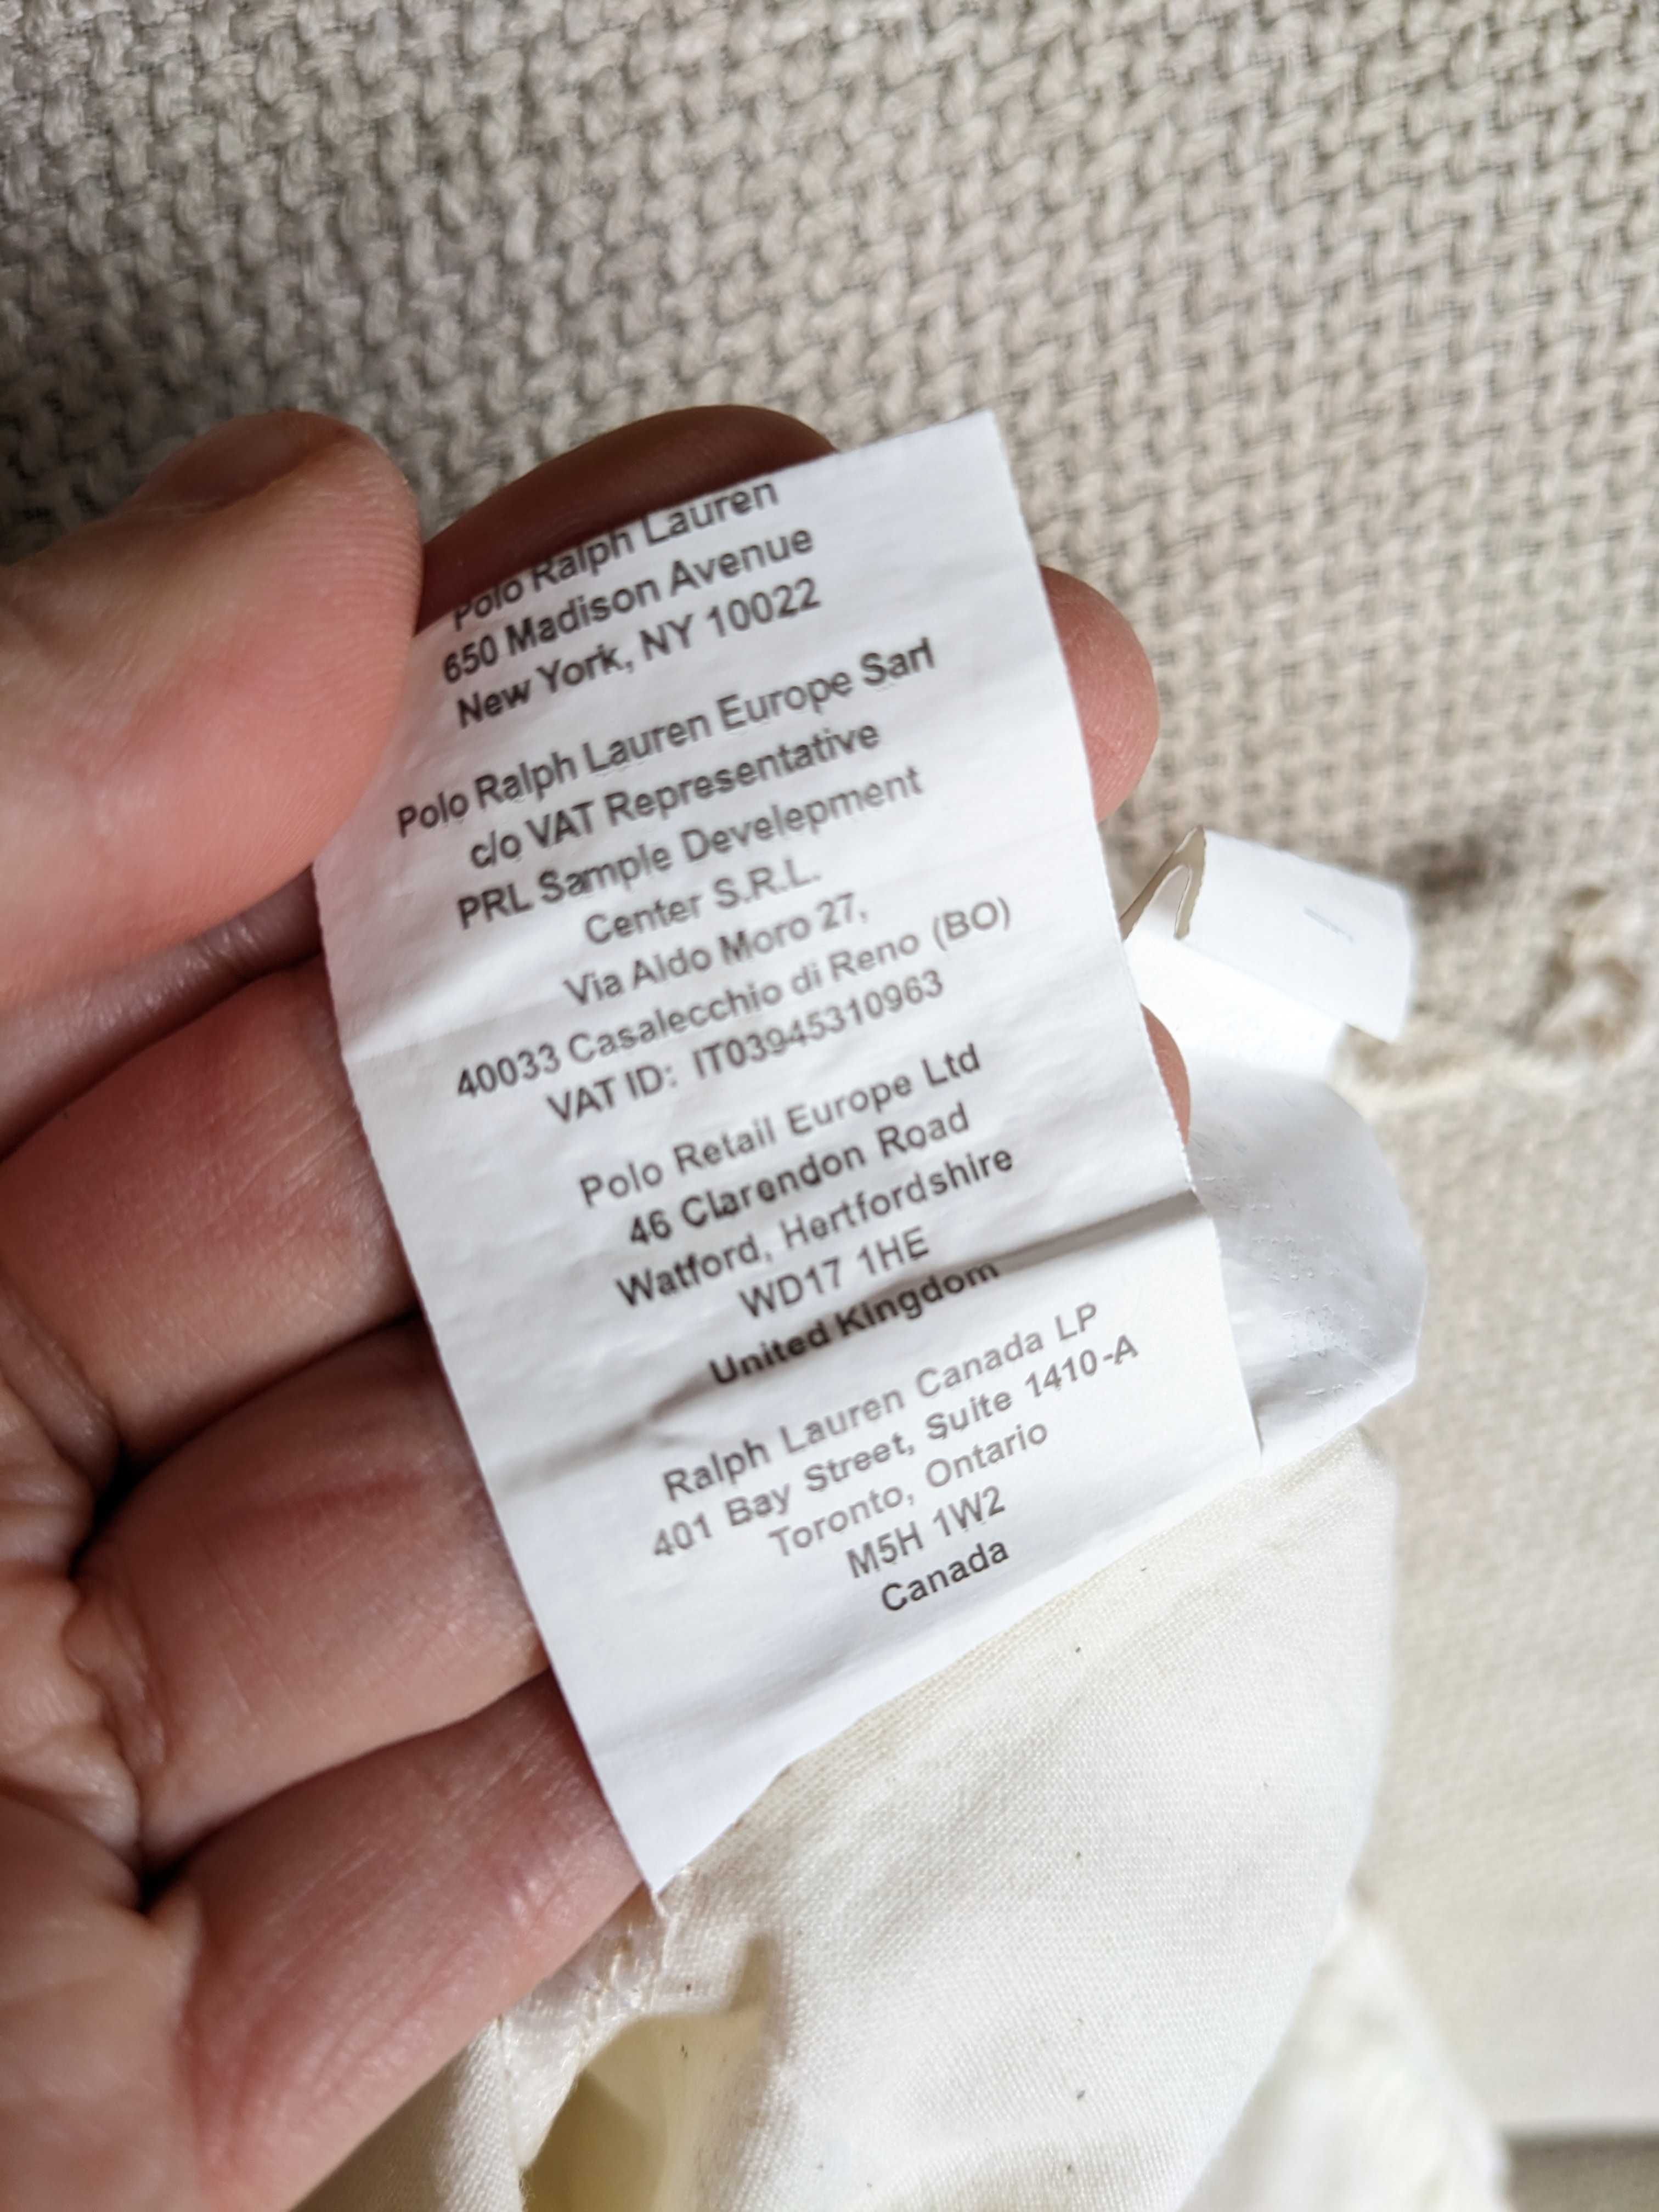 Polo Ralph Lauren
650 Madison Avenue
New York, NY 10022
Polo Ralph Lauren Europe Sarl
c/o VAT Representative
PRL Sample Develepment
Center S.R.L.
Via Aldo Moro 27,
40033 Casalecchio di Reno (BO)
VAT ID: IT03945310963
Polo Retail Europe Ltd
46 Clarendon Road
Watford, Hertfordshire
WD17 1HE
United Kingdom
Ralph Lauren Canada LP
401 Bay Street, Suite 1410-A
Toronto, Ontario
M5H 1W2
Canada